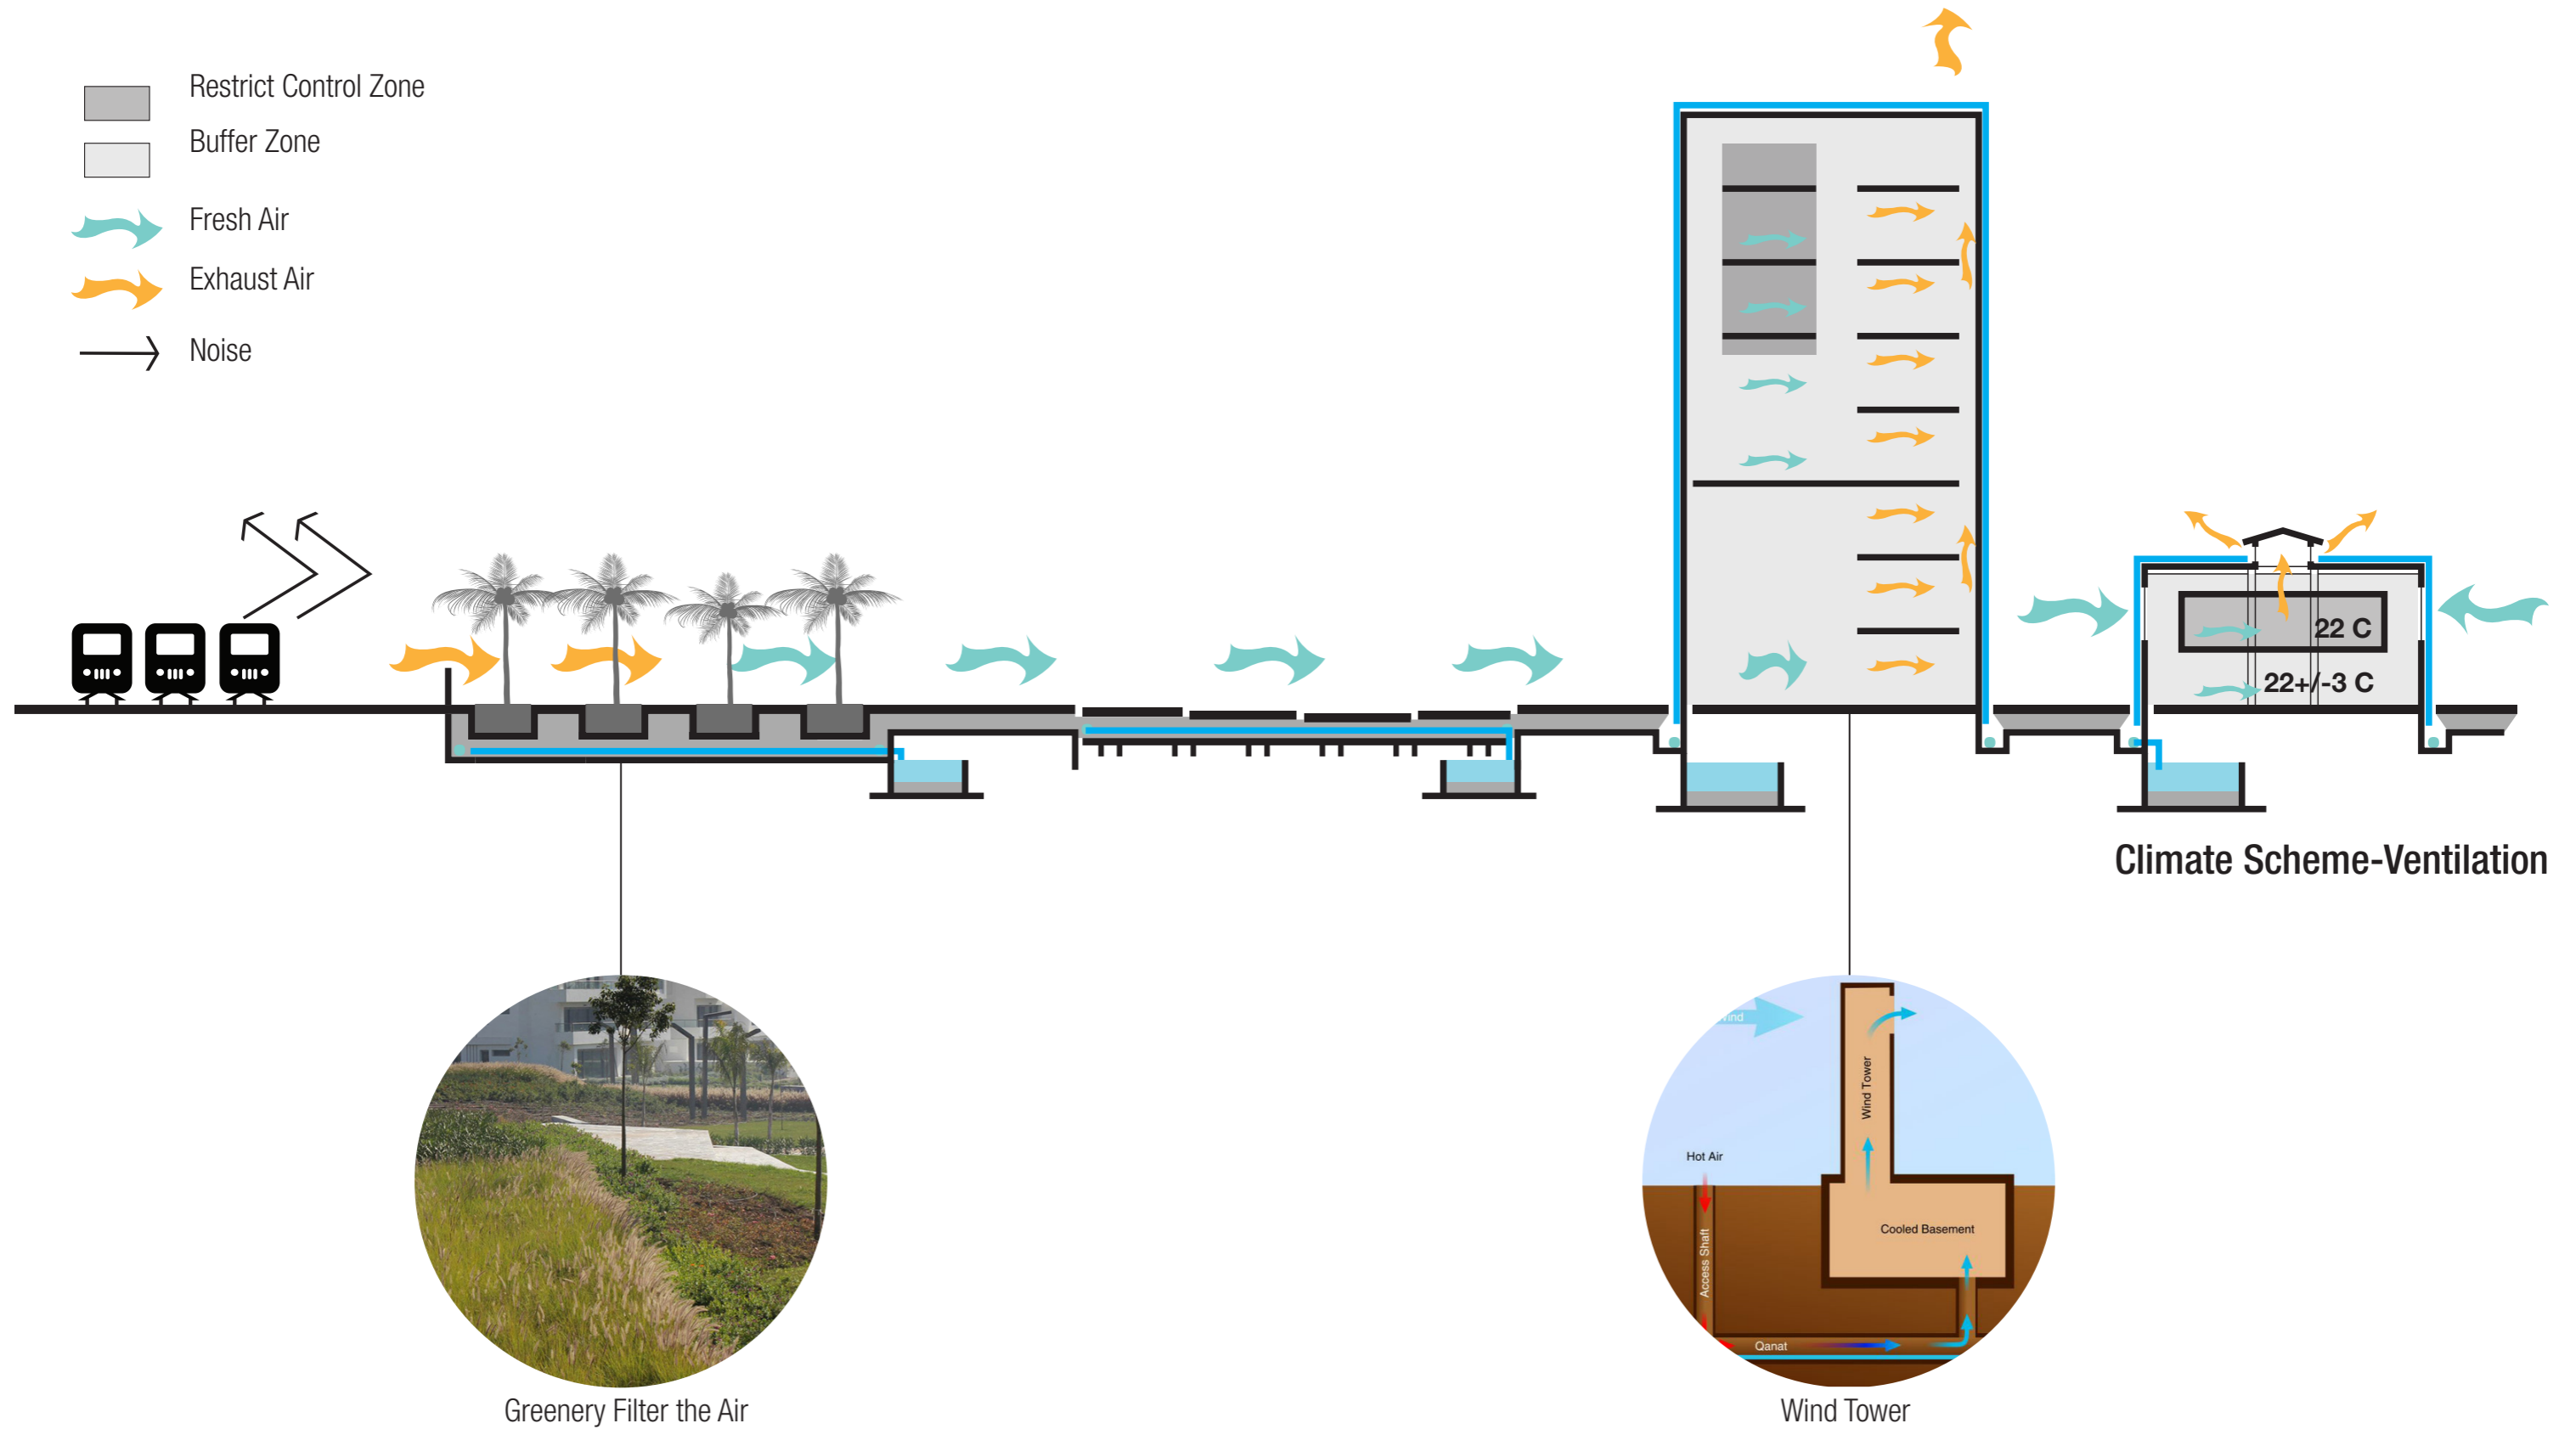 Restrict Control Zone
Buffer Zone
Fresh Air
Exhaust Air
Noise
22 C
22+/-3 C
Climate Scheme-Ventilation
Wind
Wind Tower
Hot Air
Access Shaft
Cooled Basement
Qanat
Greenery Filter the Air
Wind Tower